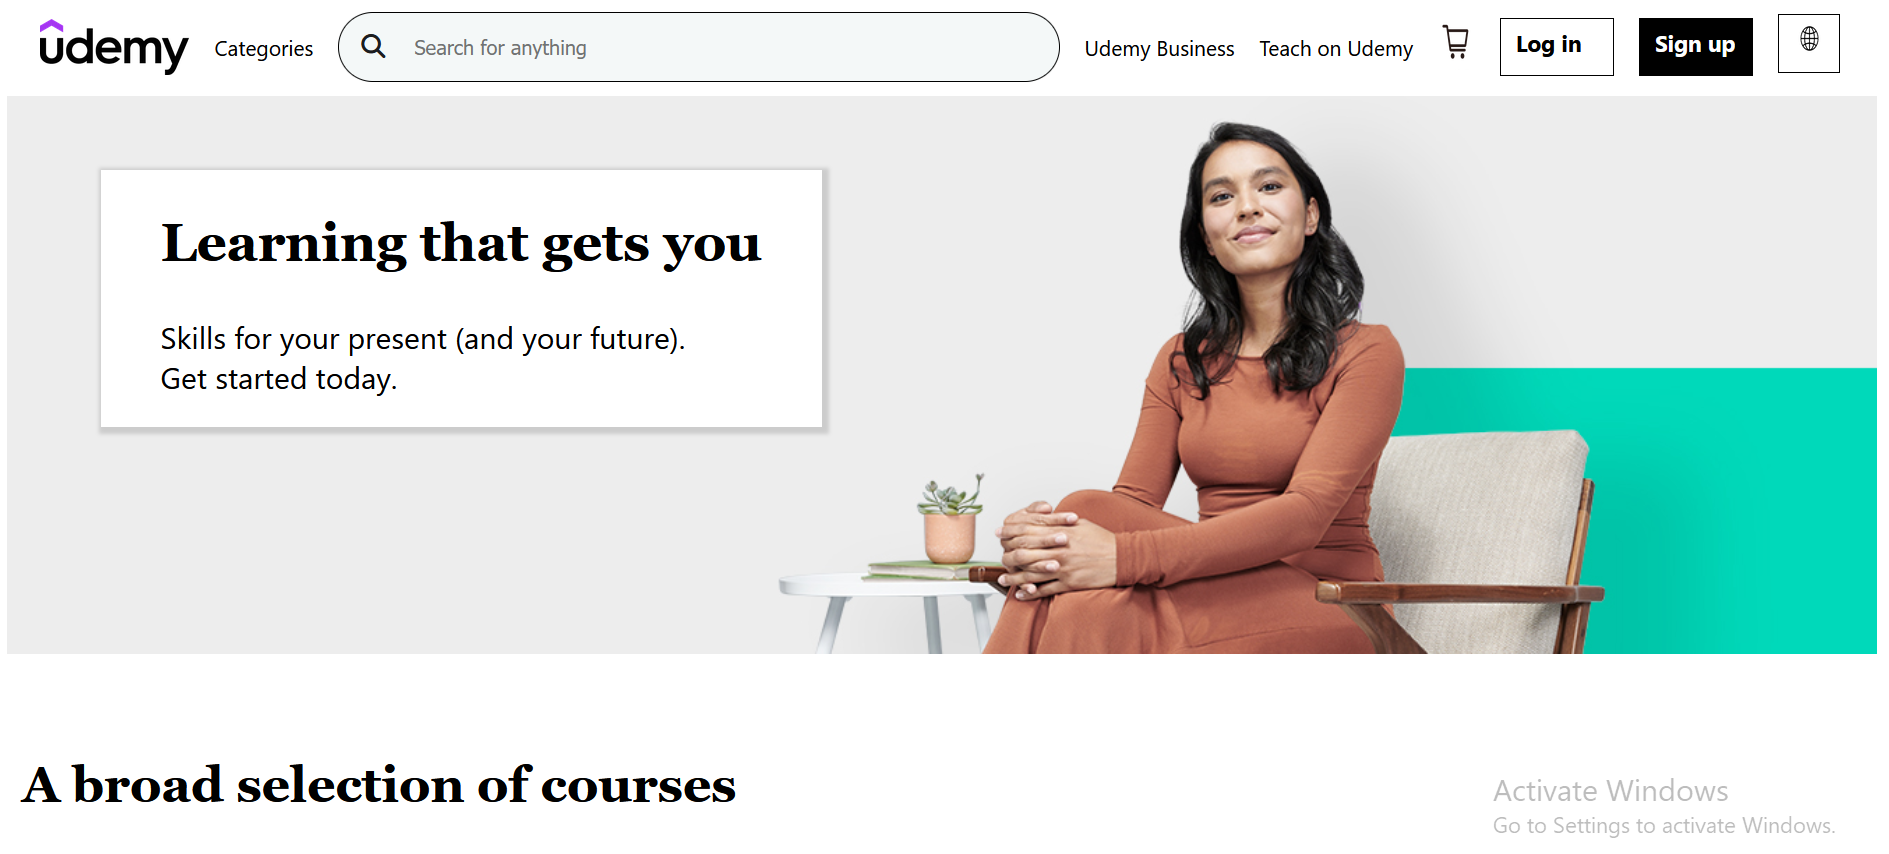 udemy
Categories
Search for anything
Udemy Business
Teach on Udemy
Log in
Sign up
Learning that gets you
Skills for your present (and your future).
Get started today.
A broad selection of courses
Activate Windows
Go to Settings to activate Windows.